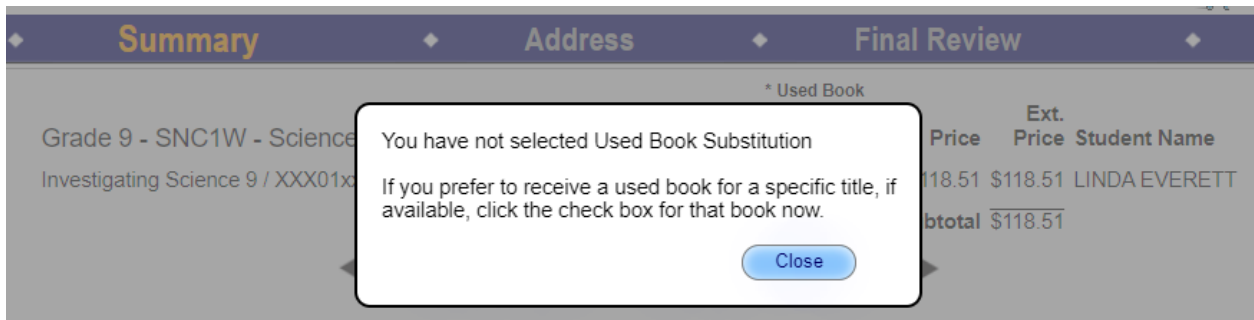 Summary Address Final Review
* Used Book
Ext.
Grade 9 - SNC1W - Science Price Price Student Name
You have not selected Used Book Substitution
Investigating Science 9 / XXX01x 118.51 $118.51 LINDA EVERETT
If you prefer to receive a used book for a specific title, if
available, click the check box for that book now.
btotal $118.51
Close